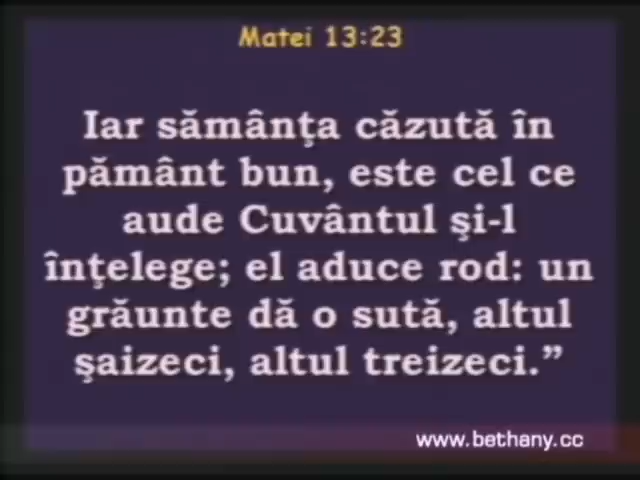 Matei 13:23
Iar sămânţa căzută în
pământ bun, este cel ce
aude Cuvântul şi-l
înţelege; el aduce rod: un
grăunte dă o sută, altul
şaizeci, altul treizeci.”
www.bethany.cc